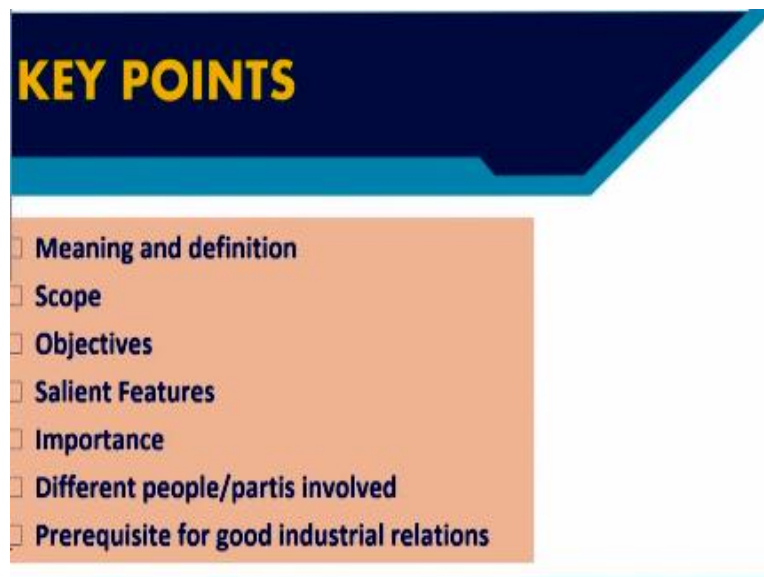 KEY POINTS
Meaning and definition
Scope
Objectives
Salient Features
Importance
Different people/partis involved
Prerequisite for good industrial relations